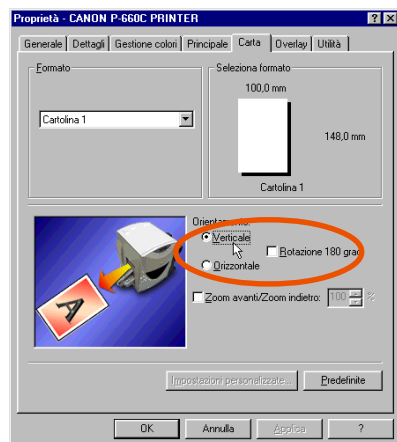 Proprietà - CANON P-660C PRINTER
Generale Dettagli Gestione colori Principale Carta Overlay Utilità
Formato
Cartolina 1
Seleziona formato
100,0 mm
148,0 mm
Cartolina 1
Orientamento:
Verticale
Rotazione 180 grad
Orizzontale
Zoom avanti/Zoom indietro: 100 %
A
Impostazioni personalizzate... Predefinite
OK Annulla Applica ?